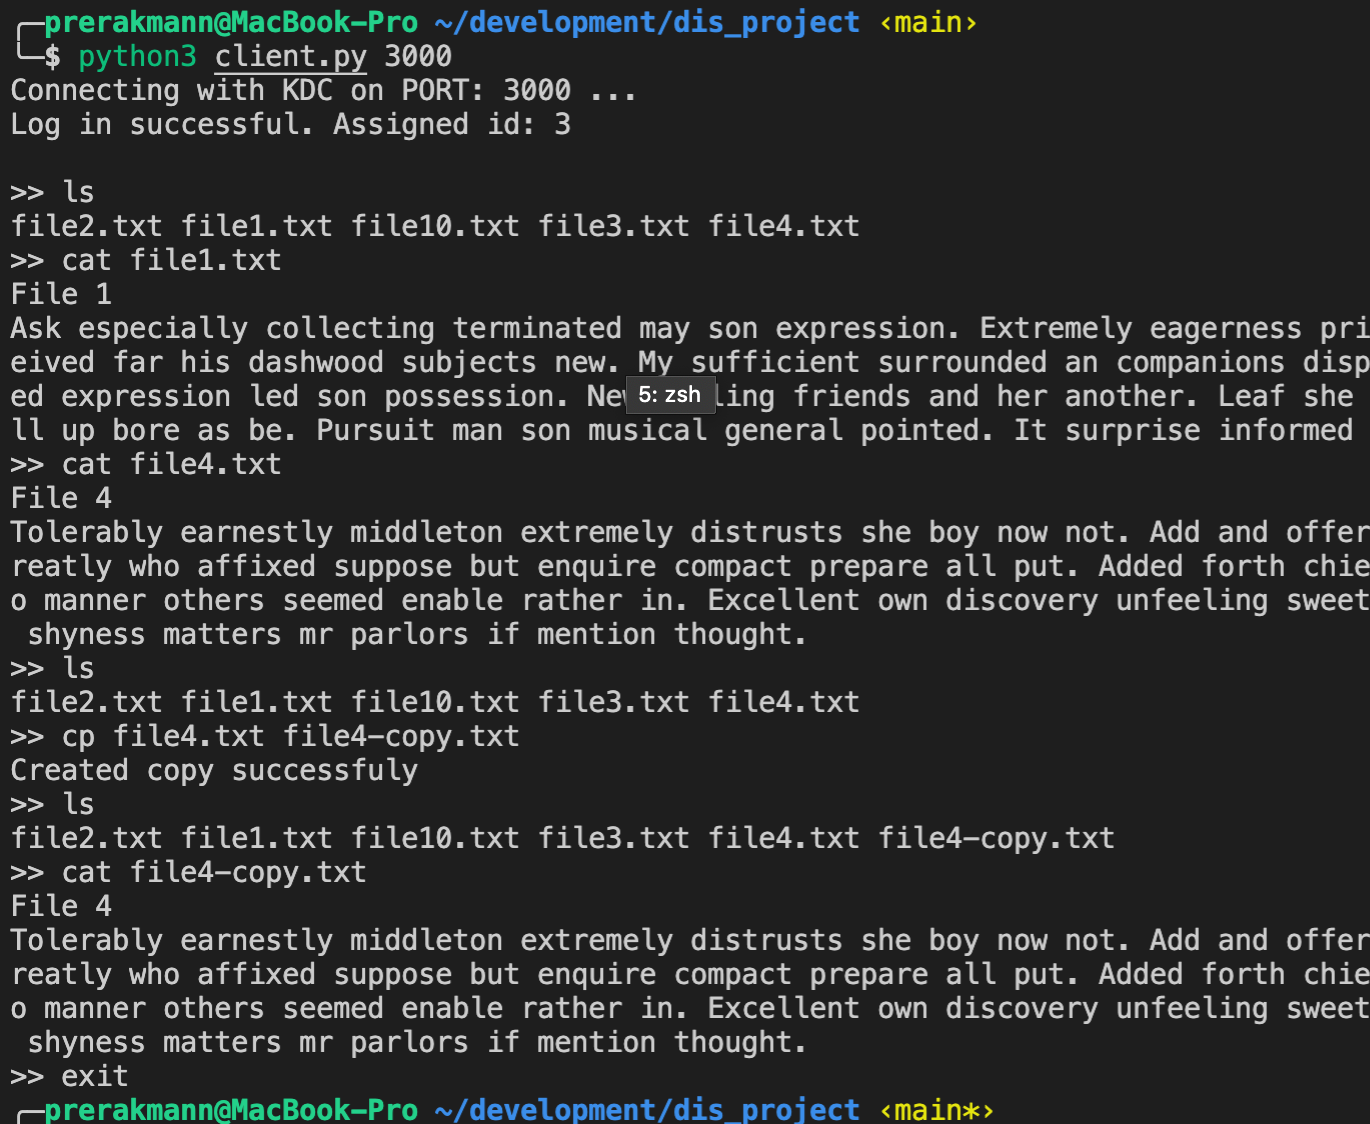 prerakmann@MacBook-Pro ~/development/dis_project ‹main›
$ python3 client.py 3000
Connecting with KDC on PORT: 3000 ...
Log in successful. Assigned id: 3
>> ls
file2.txt file1.txt file10.txt file3.txt file4.txt
>> cat file1.txt
File 1
Ask especially collecting terminated may son expression. Extremely eagerness pri
eived far his dashwood subjects new. My sufficient surrounded an companions disp
ed expression led son possession. New 5: zsh ling friends and her another. Leaf she
ll up bore as be. Pursuit man son musical general pointed. It surprise informed
>> cat file4.txt
File 4
Tolerably earnestly middleton extremely distrusts she boy now not. Add and offer
reatly who affixed suppose but enquire compact prepare all put. Added forth chie
o manner others seemed enable rather in. Excellent own discovery unfeeling sweet
shyness matters mr parlors if mention thought.
>> ls
file2.txt file1.txt file10.txt file3.txt file4.txt
>> cp file4.txt file4-copy.txt
Created copy successfuly
>> ls
file2.txt file1.txt file10.txt file3.txt file4.txt file4-copy.txt
>> cat file4-copy.txt
File 4
Tolerably earnestly middleton extremely distrusts she boy now not. Add and offer
reatly who affixed suppose but enquire compact prepare all put. Added forth chie
o manner others seemed enable rather in. Excellent own discovery unfeeling sweet
shyness matters mr parlors if mention thought.
>> exit
prerakmann@MacBook-Pro ~/development/dis_project ‹main*›